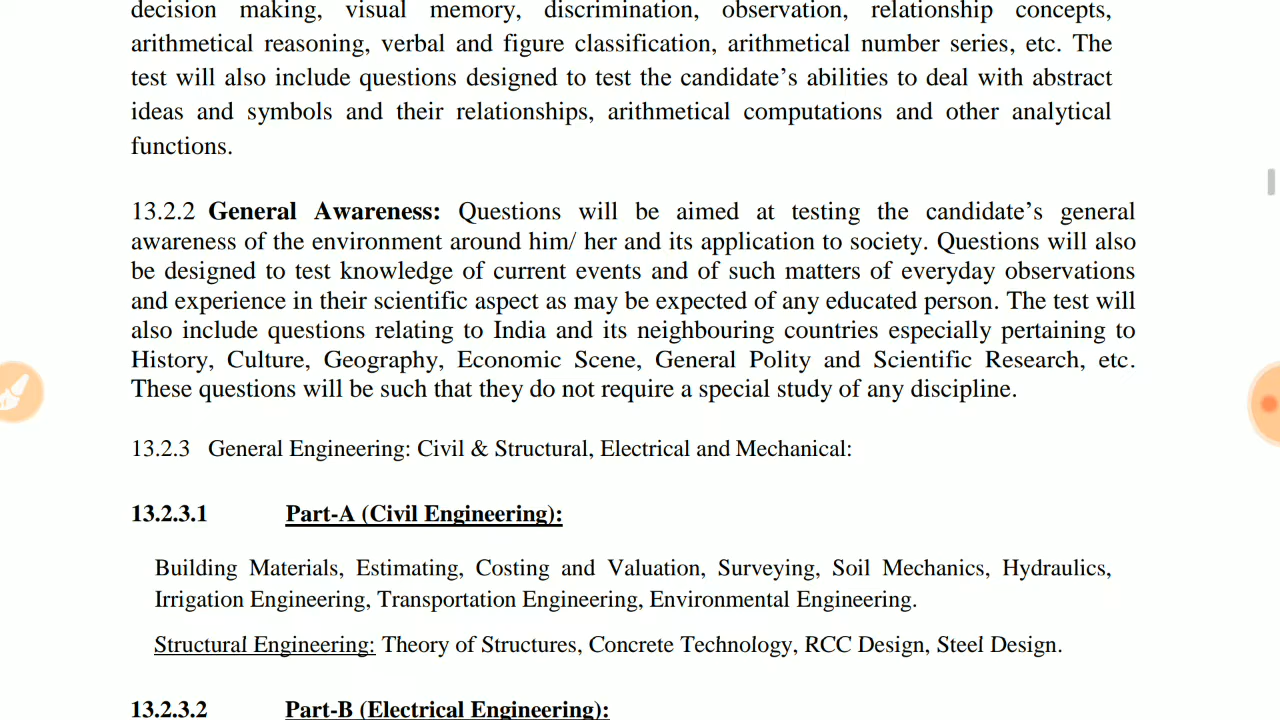 decision making, visual memory, discrimination, observation, relationship concepts,
arithmetical reasoning, verbal and figure classification, arithmetical number series, etc. The
test will also include questions designed to test the candidate’s abilities to deal with abstract
ideas and symbols and their relationships, arithmetical computations and other analytical
functions.
13.2.2 General Awareness: Questions will be aimed at testing the candidate’s general
awareness of the environment around him/ her and its application to society. Questions will also
be designed to test knowledge of current events and of such matters of everyday observations
and experience in their scientific aspect as may be expected of any educated person. The test will
also include questions relating to India and its neighbouring countries especially pertaining to
History, Culture, Geography, Economic Scene, General Polity and Scientific Research, etc.
These questions will be such that they do not require a special study of any discipline.
13.2.3 General Engineering: Civil & Structural, Electrical and Mechanical:
13.2.3.1 Part-A (Civil Engineering):
Building Materials, Estimating, Costing and Valuation, Surveying, Soil Mechanics, Hydraulics,
Irrigation Engineering, Transportation Engineering, Environmental Engineering.
Structural Engineering: Theory of Structures, Concrete Technology, RCC Design, Steel Design.
13.2.3.2 Part-B (Electrical Engineering):